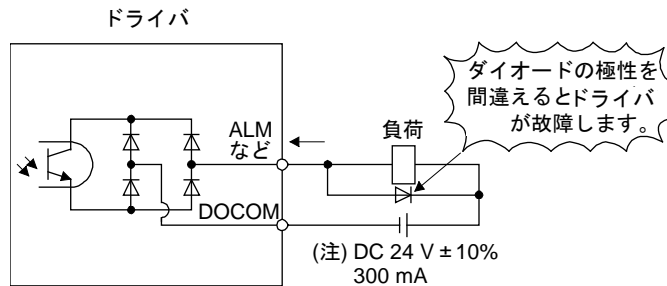 ドライバ
ダイオードの極性を
間違えるとドライバ
が故障します。
ALM
など
負荷
DOCOM
(注) DC 24 V ± 10%
300 mA